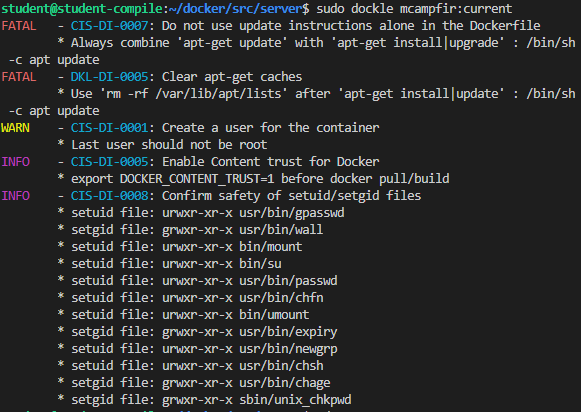 student@student-compile:~/docker/src/server$ sudo dockle mcampfir:current
FATAL - CIS-DI-0007: Do not use update instructions alone in the Dockerfile
* Always combine 'apt-get update' with 'apt-get install|upgrade' : /bin/sh
-c apt update
FATAL - DKL-DI-0005: Clear apt-get caches
* Use 'rm -rf /var/lib/apt/lists' after 'apt-get install|update' : /bin/sh
-c apt update
WARN - CIS-DI-0001: Create a user for the container
* Last user should not be root
INFO - CIS-DI-0005: Enable Content trust for Docker
* export DOCKER_CONTENT_TRUST=1 before docker pull/build
INFO - CIS-DI-0008: Confirm safety of setuid/setgid files
* setuid file: urwxr-xr-x usr/bin/gpasswd
* setgid file: grwxr-xr-x usr/bin/wall
* setuid file: urwxr-xr-x bin/mount
* setuid file: urwxr-xr-x bin/su
* setuid file: urwxr-xr-x usr/bin/passwd
* setuid file: urwxr-xr-x usr/bin/chfn
* setuid file: urwxr-xr-x bin/umount
* setgid file: grwxr-xr-x usr/bin/expiry
* setuid file: urwxr-xr-x usr/bin/newgrp
* setuid file: urwxr-xr-x usr/bin/chsh
* setgid file: grwxr-xr-x usr/bin/chage
* setgid file: grwxr-xr-x sbin/unix_chkpwd